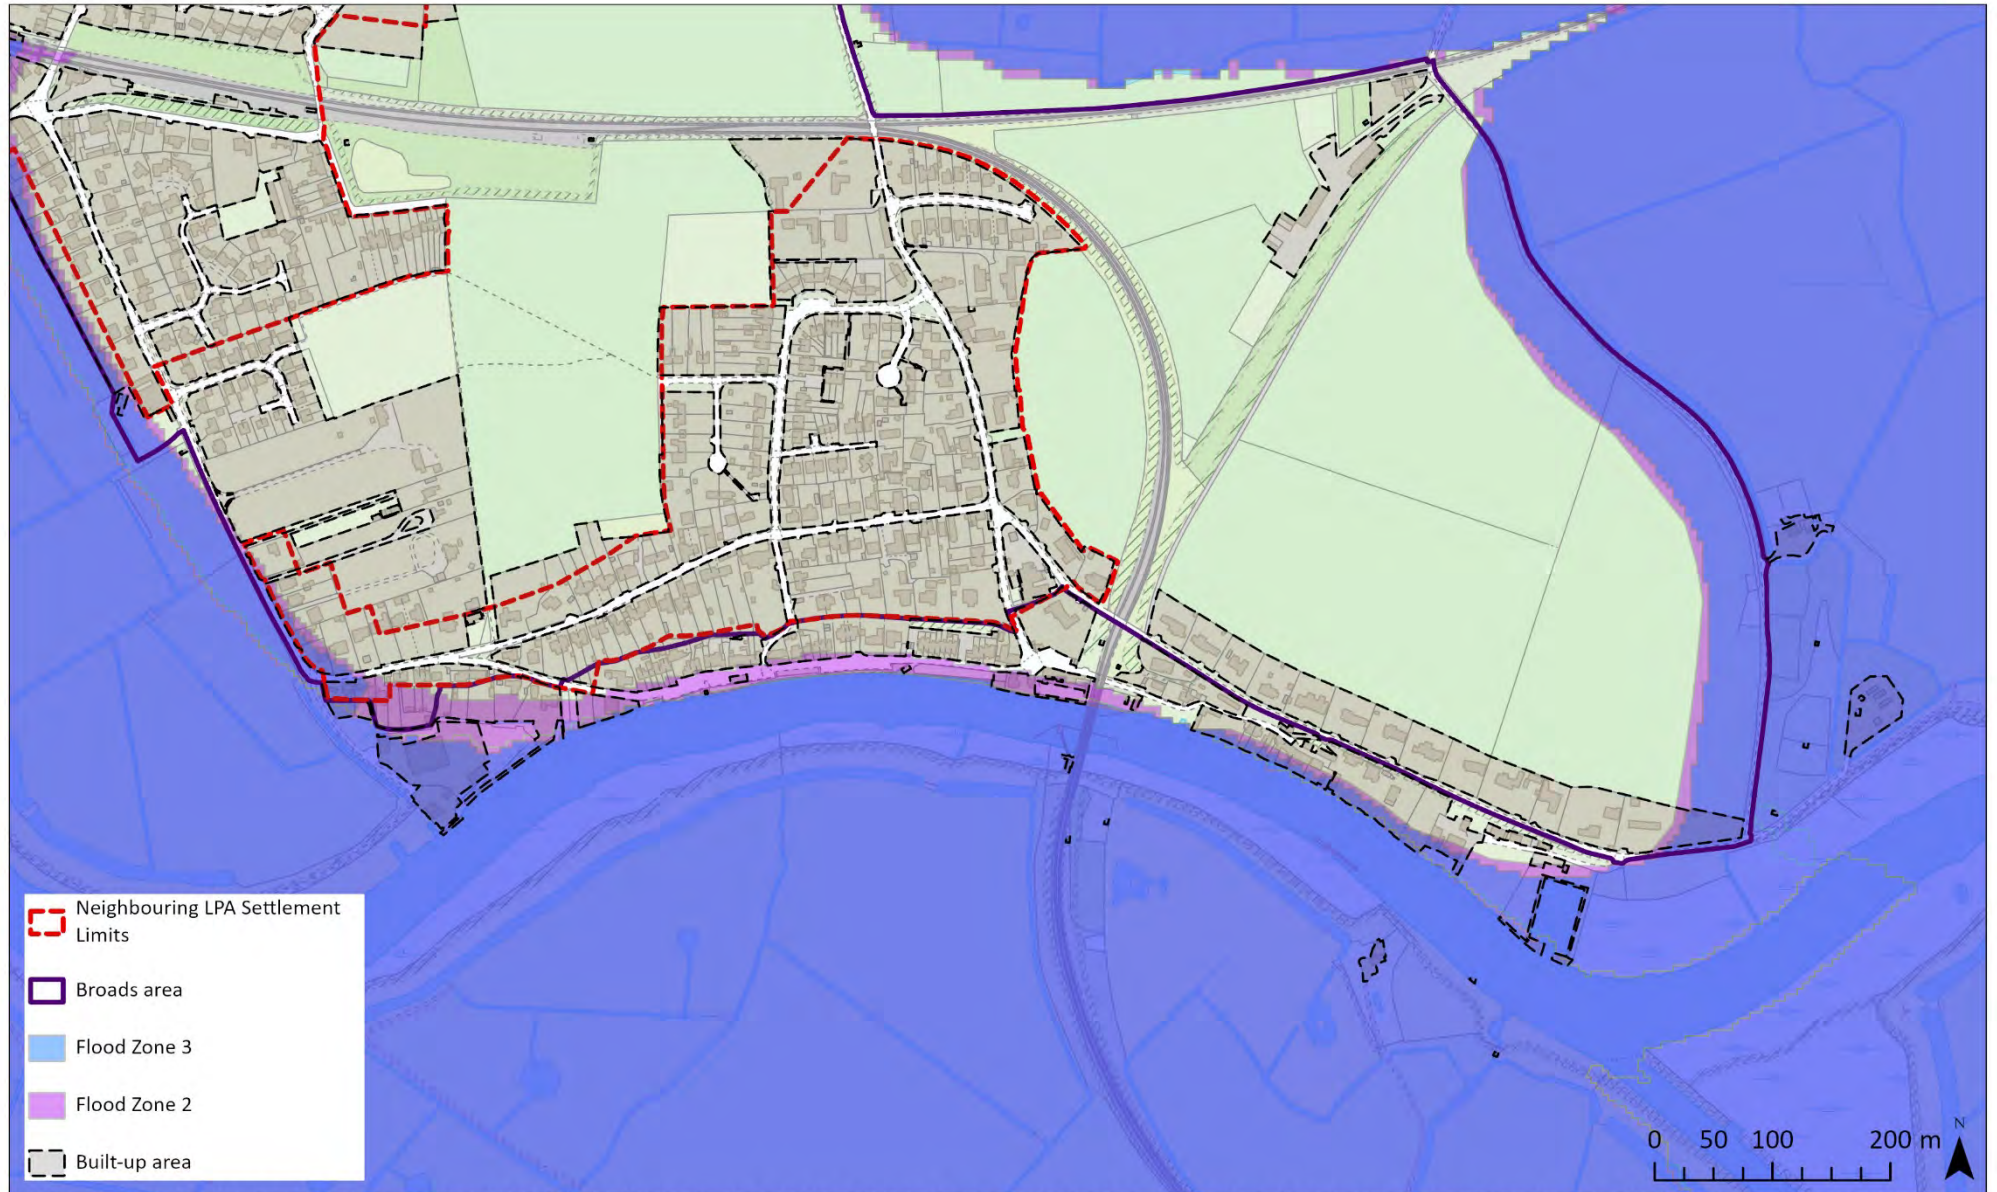 Neighbouring LPA Settlement
Limits
Broads area
Flood Zone 3
Flood Zone 2
Built-up area
0 50 100 200 m
N